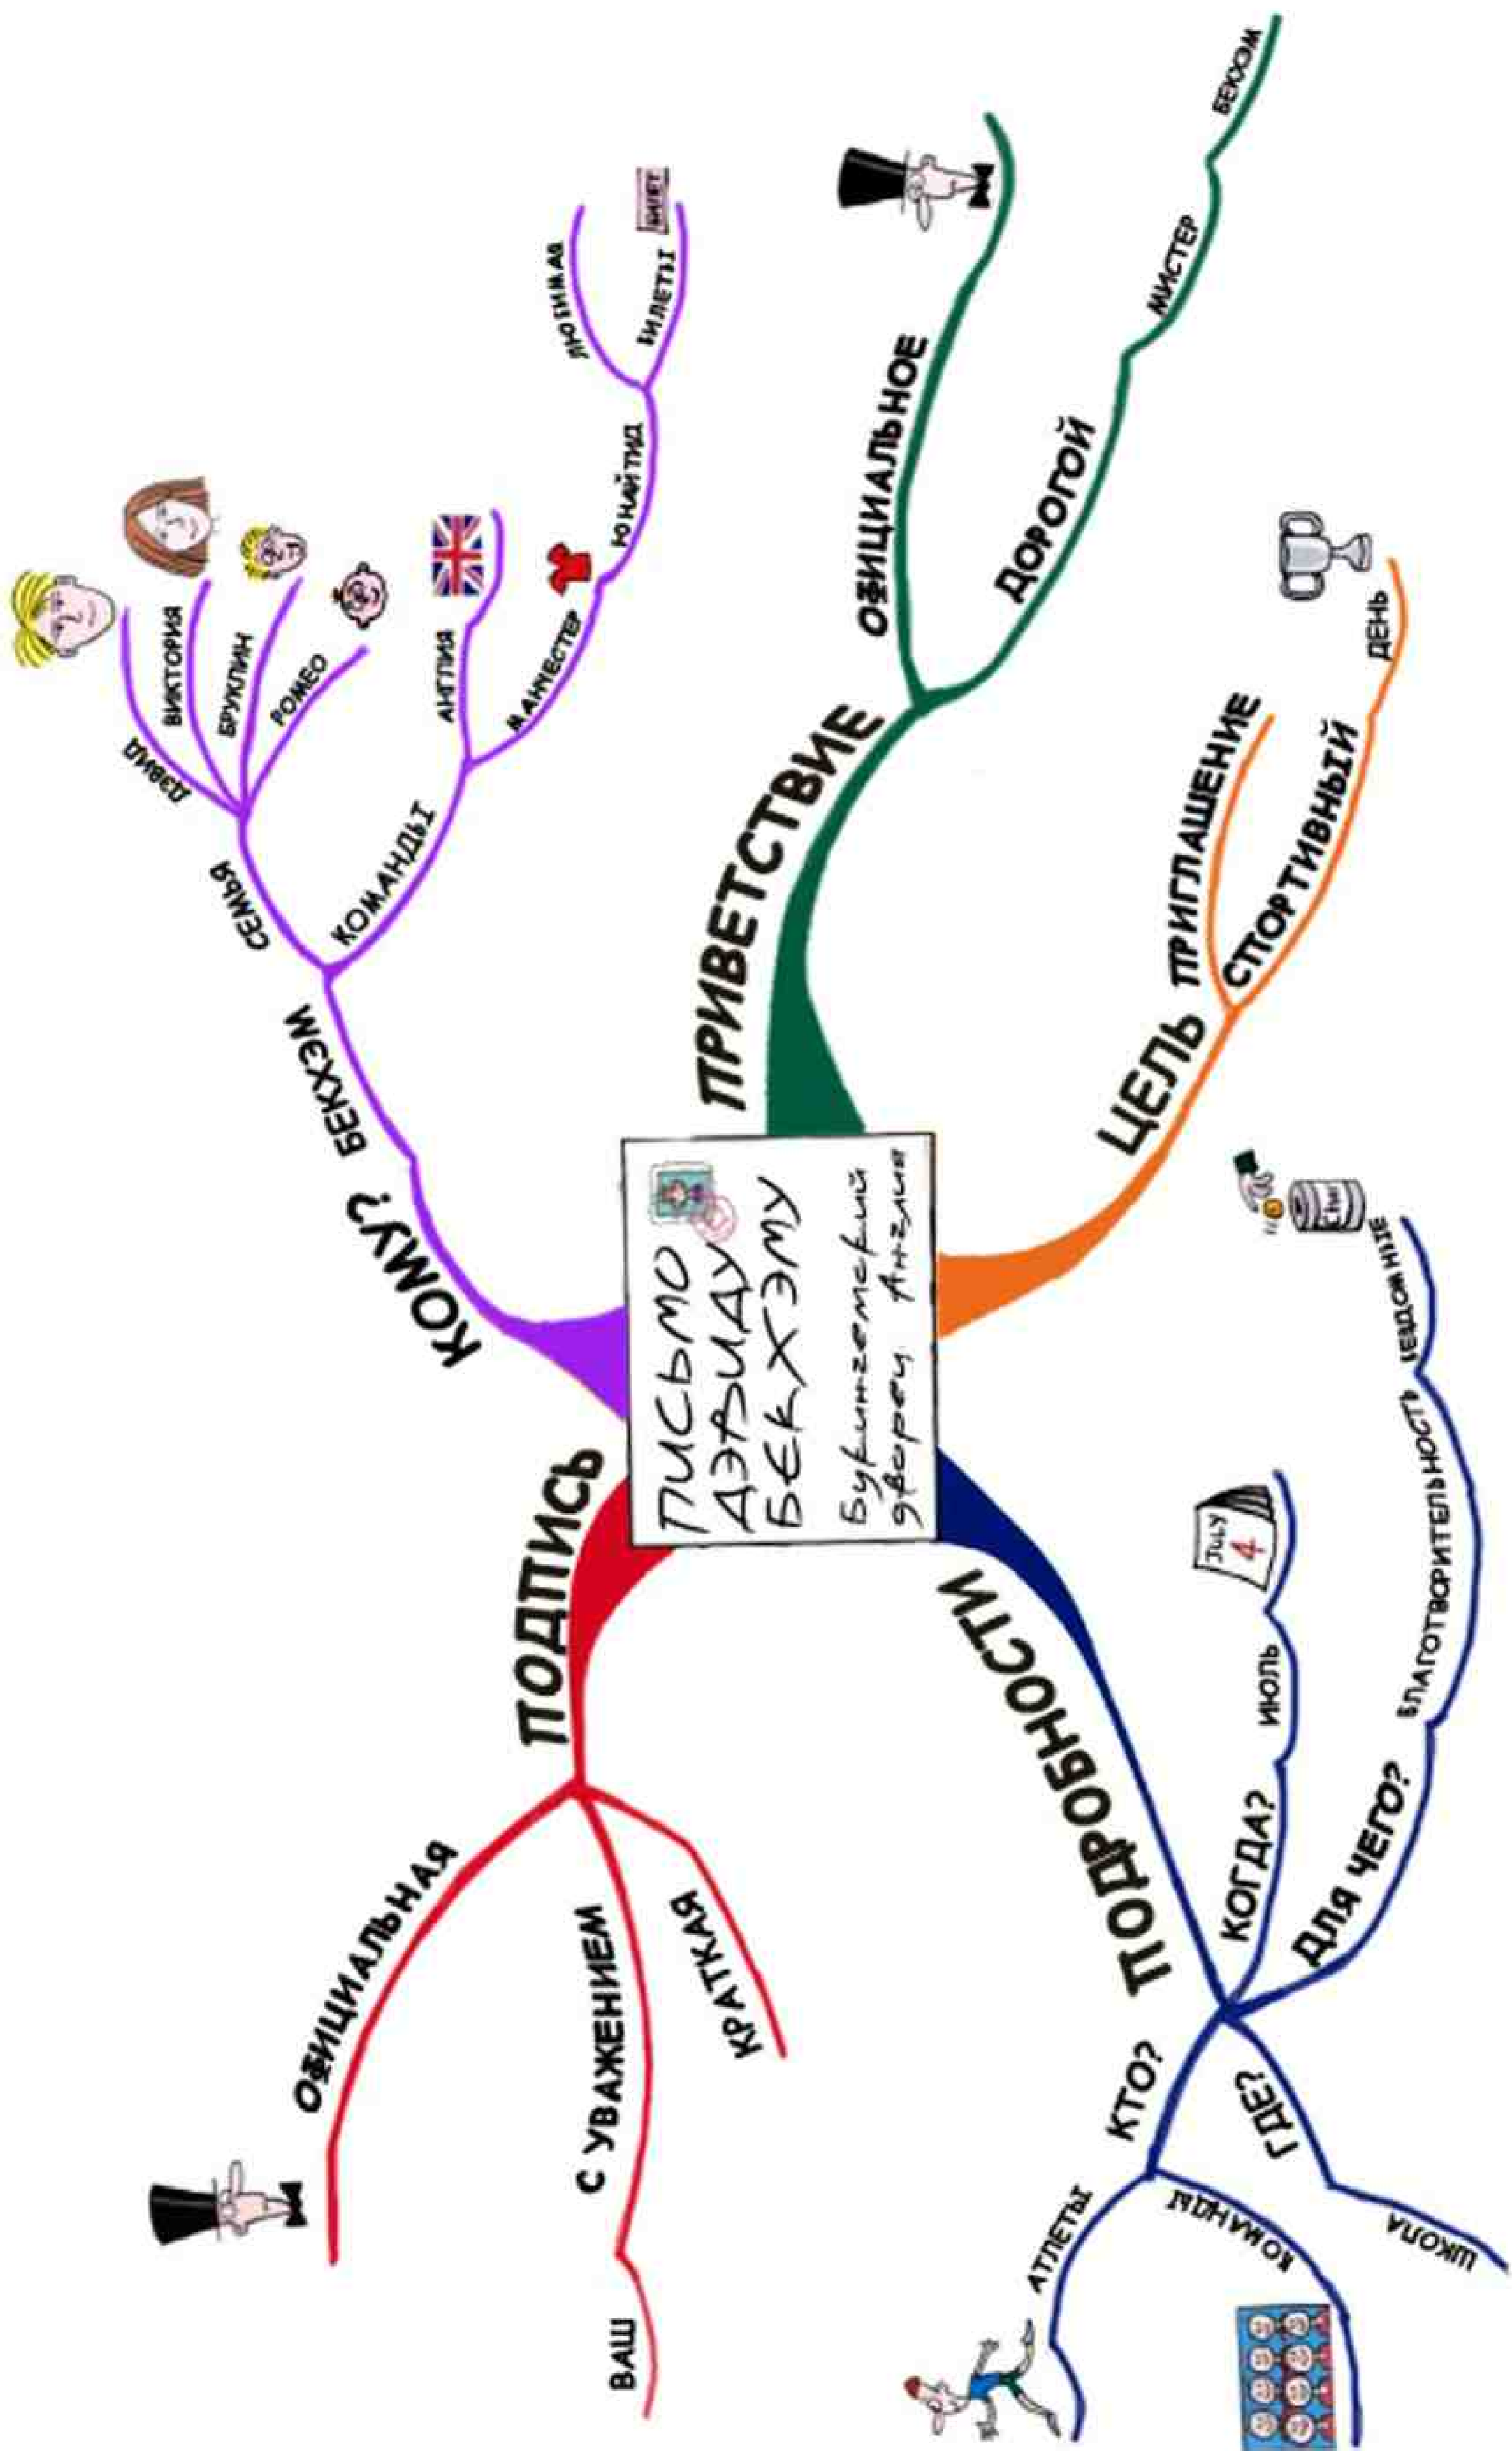 ПИСЬМО
ДЭВИДУ
БЕКХЭМУ
Букингемский
дворец Англия
КОМУ?
БЕКХЭМ
СЕМЬЯ
ДЭВИД
ВИКТОРИЯ
БРУКЛИН
РОМЕО
КОМАНДЫ
АНГЛИЯ
МАНЧЕСТЕР
ЮНАЙТИД
ЛЮБИМАЯ
БИЛЕТЫ
БИЛЕТ
ПРИВЕТСТВИЕ
ОФИЦИАЛЬНОЕ
ДОРОГОЙ
МИСТЕР
БЕКХЭМ
ЦЕЛЬ
ПРИГЛАШЕНИЕ
СПОРТИВНЫЙ
ДЕНЬ
ПОДРОБНОСТИ
КОГДА?
ИЮЛЬ
JULY
4
ДЛЯ ЧЕГО?
БЛАГОТВОРИТЕЛЬНОСТЬ
ГДЕ?
ШКОЛА
КТО?
АТЛЕТЫ
КОМАНДЫ
ПОДПИСЬ
ОФИЦИАЛЬНАЯ
С УВАЖЕНИЕМ
ВАШ
КРАТКАЯ